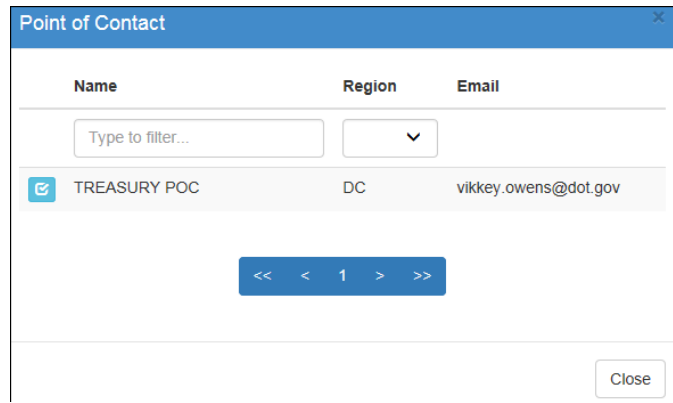 Point of Contact ×
Name Region Email
Type to filter...
TREASURY POC DC vikkey.owens@dot.gov
<< < 1 > >>
Close